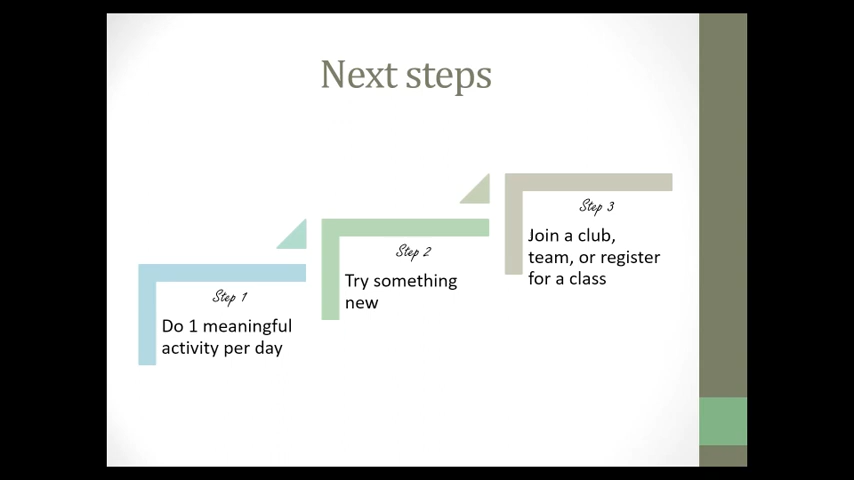 Next steps
Step 1
Do 1 meaningful
activity per day
Step 2
Try something
new
Step 3
Join a club,
team, or register
for a class